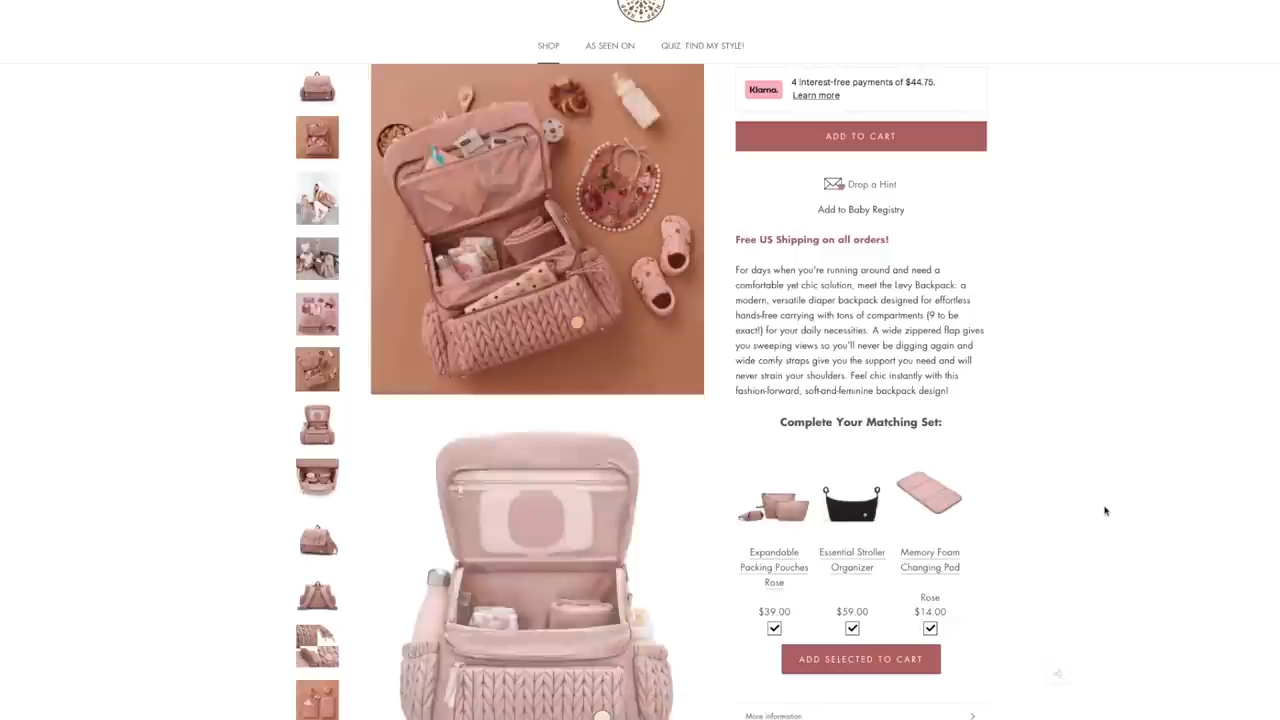 SHOP
AS SEEN ON
QUIZ: FIND MY STYLE!
Klarna.
4 interest-free payments of $44.75.
Learn more
ADD TO CART
Drop a Hint
Add to Baby Registry
Free US Shipping on all orders!
For days when you're running around and need a
comfortable yet chic solution, meet the Levy Backpack: a
modern, versatile diaper backpack designed for effortless
hands-free carrying with tons of compartments (9 to be
exact!) for your daily necessities. A wide zippered flap gives
you sweeping views so you'll never be digging again and
wide comfy straps give you the support you need and will
never strain your shoulders. Feel chic instantly with this
fashion-forward, soft-and-feminine backpack design!
Complete Your Matching Set:
Expandable
Packing Pouches
Rose
$39.00
Essential Stroller
Organizer
$59.00
Memory Foam
Changing Pad
Rose
$14.00
ADD SELECTED TO CART
More information